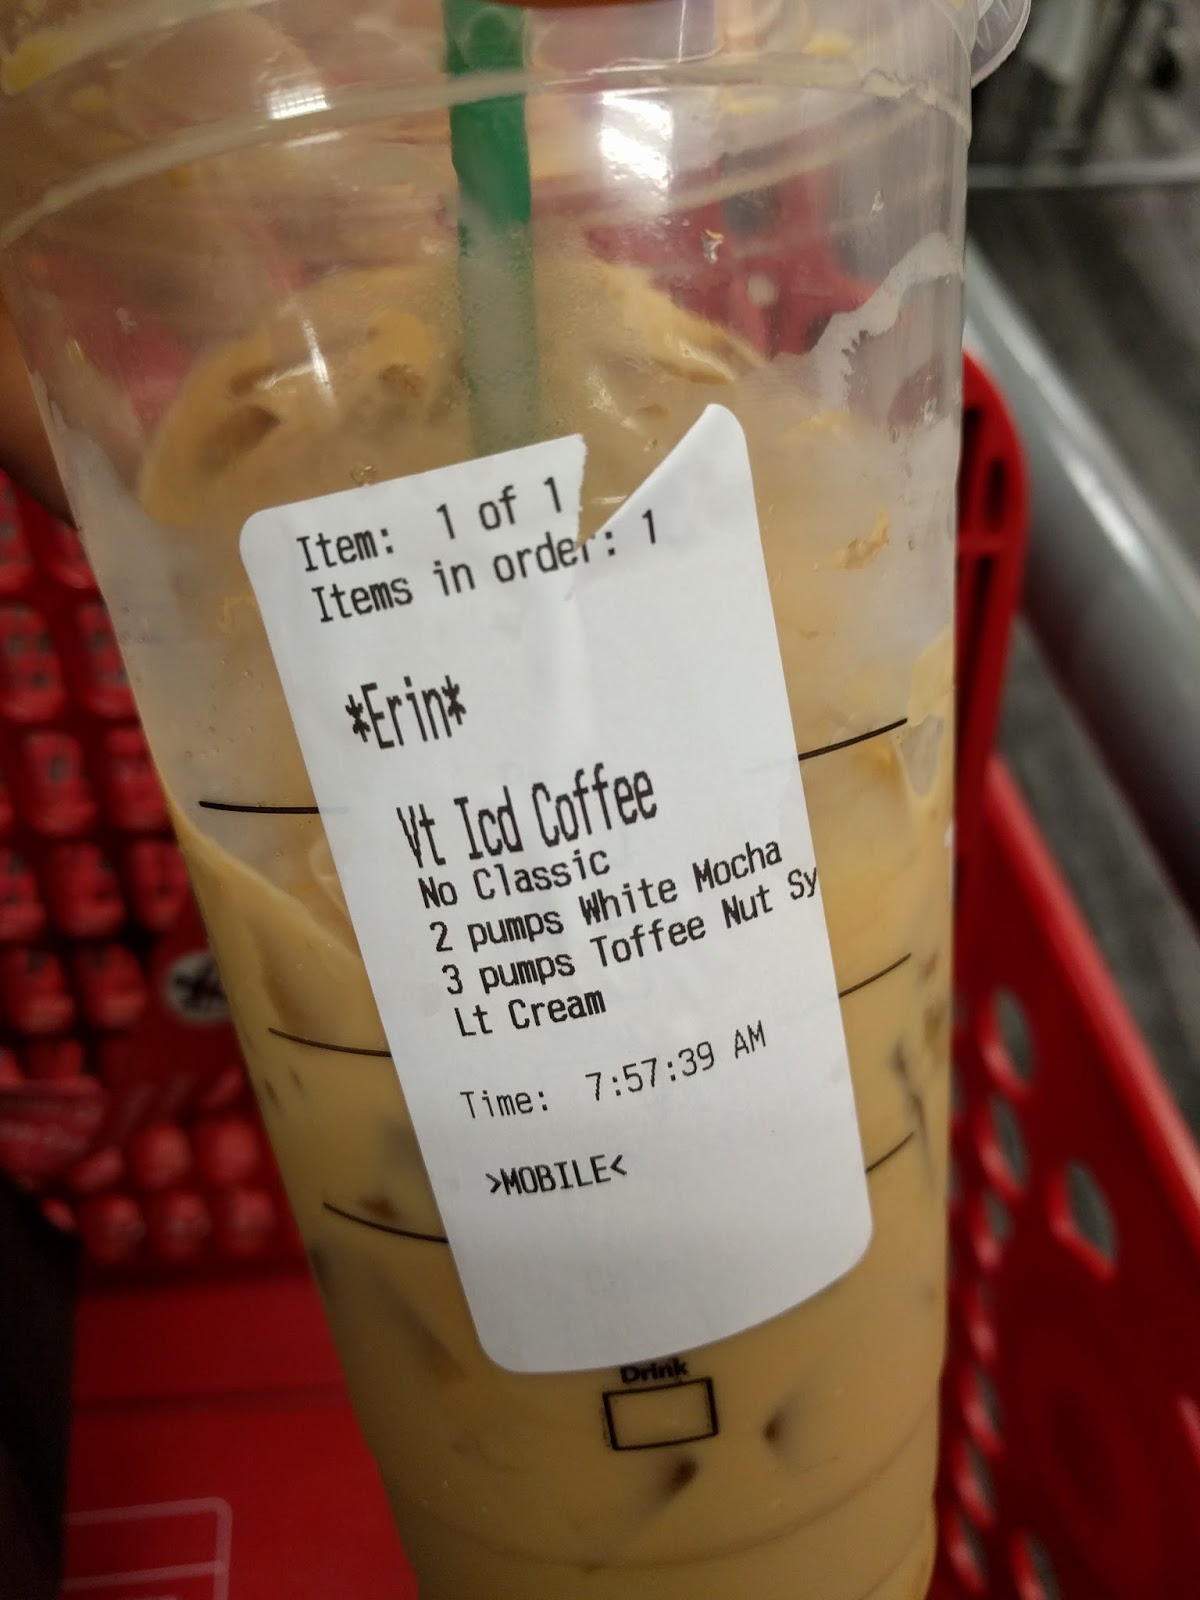 Item: 1 of 1
Items in order: 1
*Erin*
Vt Icd Coffee
No Classic
2 pumps White Mocha
3 pumps Toffee Nut Sy
Lt Cream
Time: 7:57:39 AM
>MOBILE<
Drink